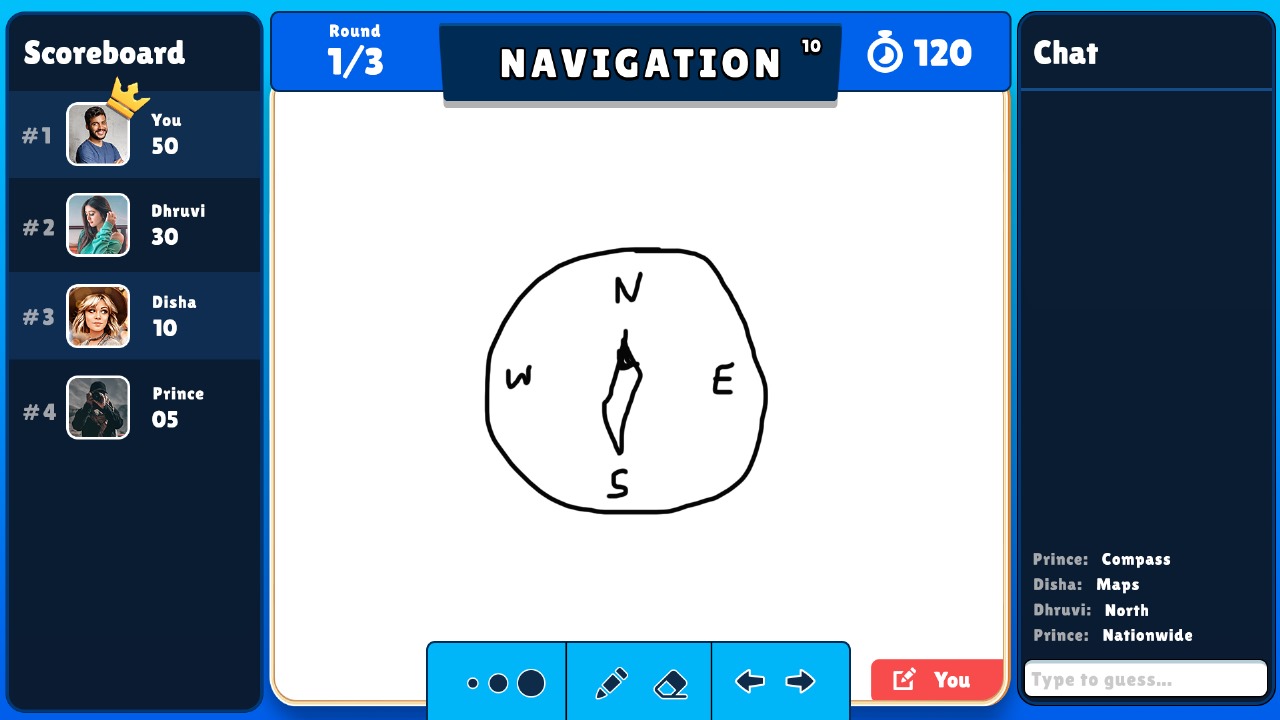 Scoreboard
#1
You
50
#2
Dhruvi
30
#3
Disha
10
#4
Prince
05
Round
1/3
NAVIGATION 10
120
N
W
E
S
You
Chat
Prince: Compass
Disha: Maps
Dhruvi: North
Prince: Nationwide
Type to guess...